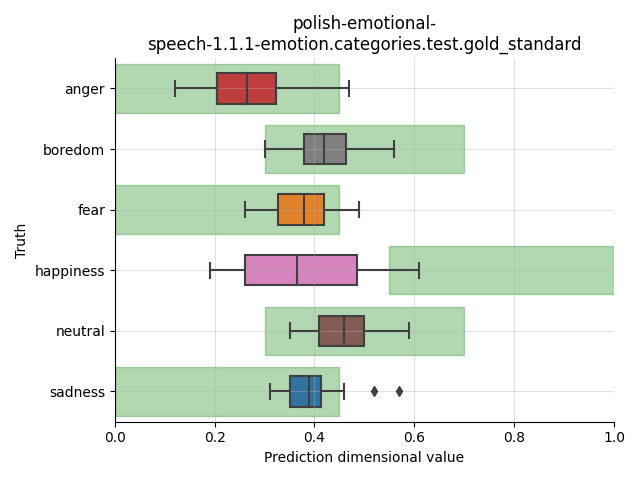 polish-emotional-
speech-1.1.1-emotion.categories.test.gold_standard
Truth
anger
boredom
fear
happiness
neutral
sadness
0.0 0.2 0.4 0.6 0.8 1.0
Prediction dimensional value